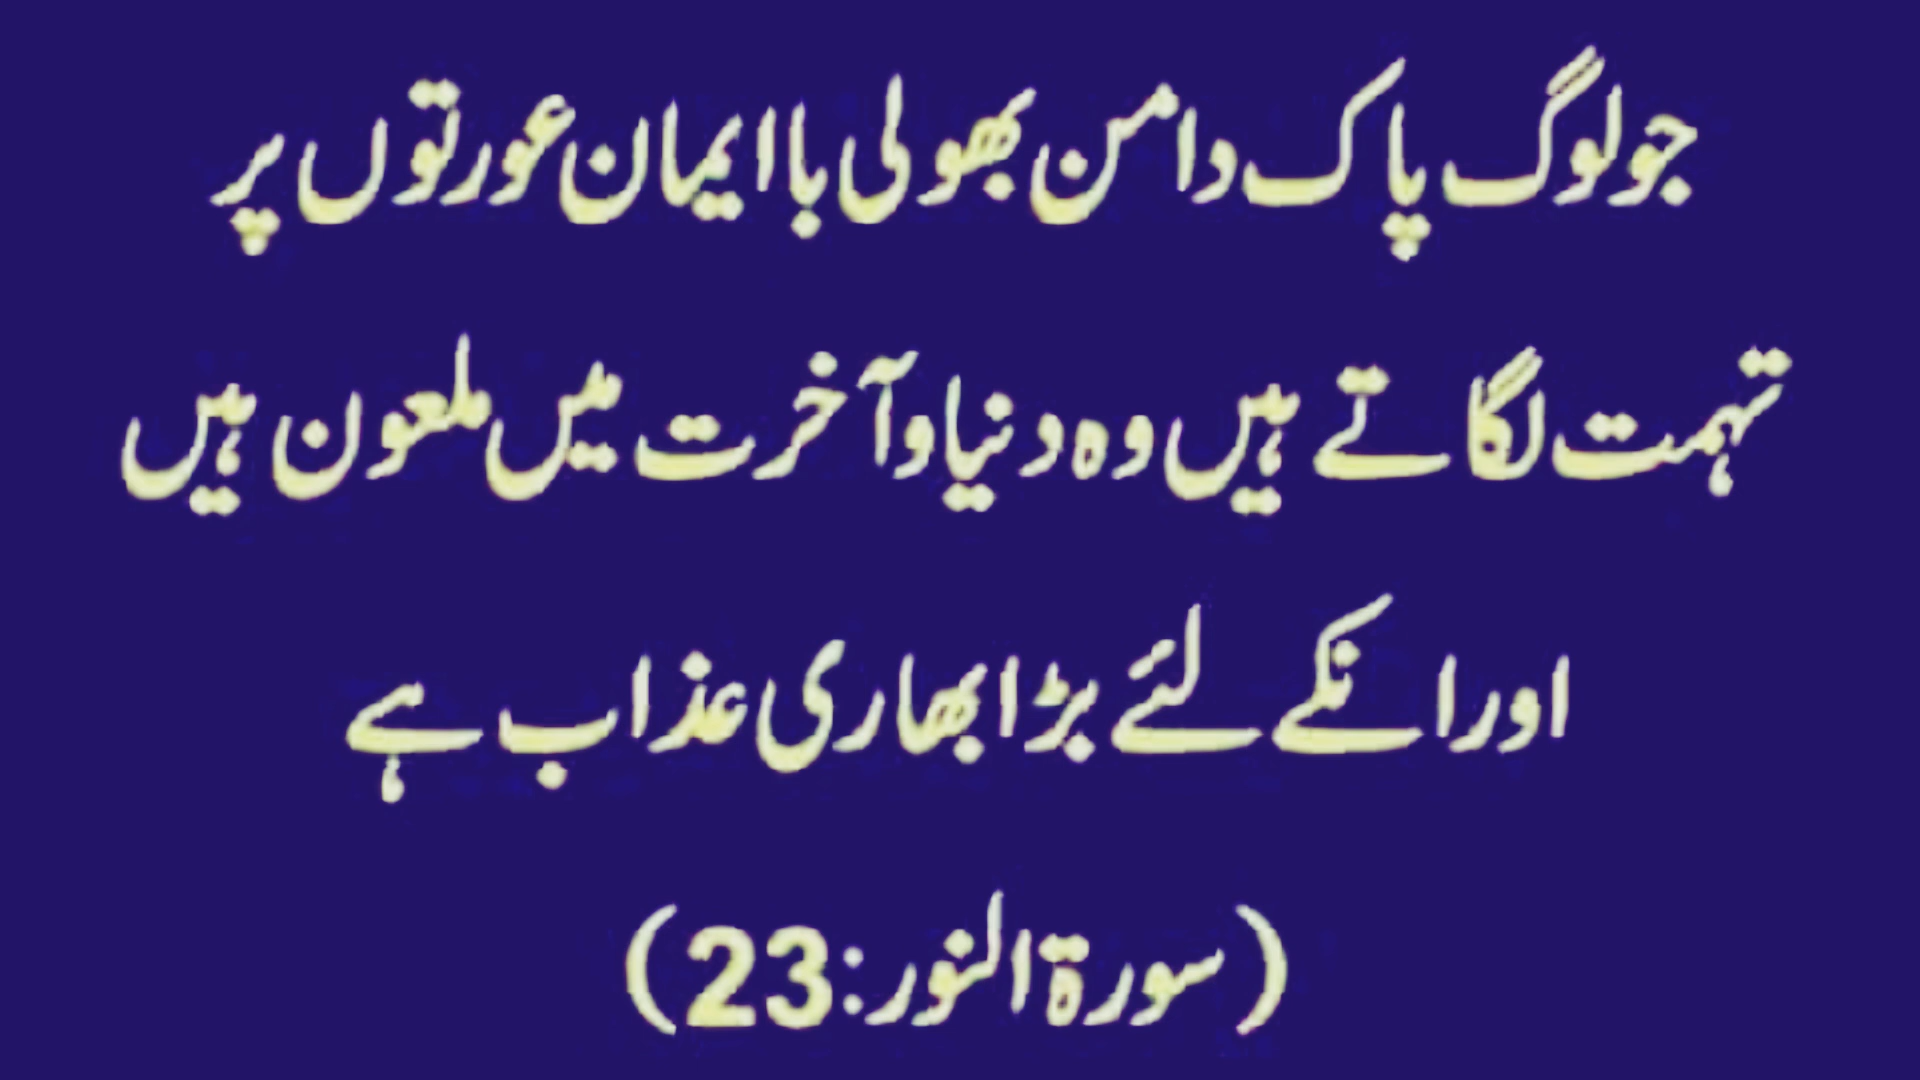 جو لوگ پاک دامن بھولی باایمان عورتوں پر
تہمت لگاتے ہیں وہ دنیا و آخرت میں ملعون ہیں
اور انکے لئے بڑا بھاری عذاب ہے
(سورۃ النور:23)